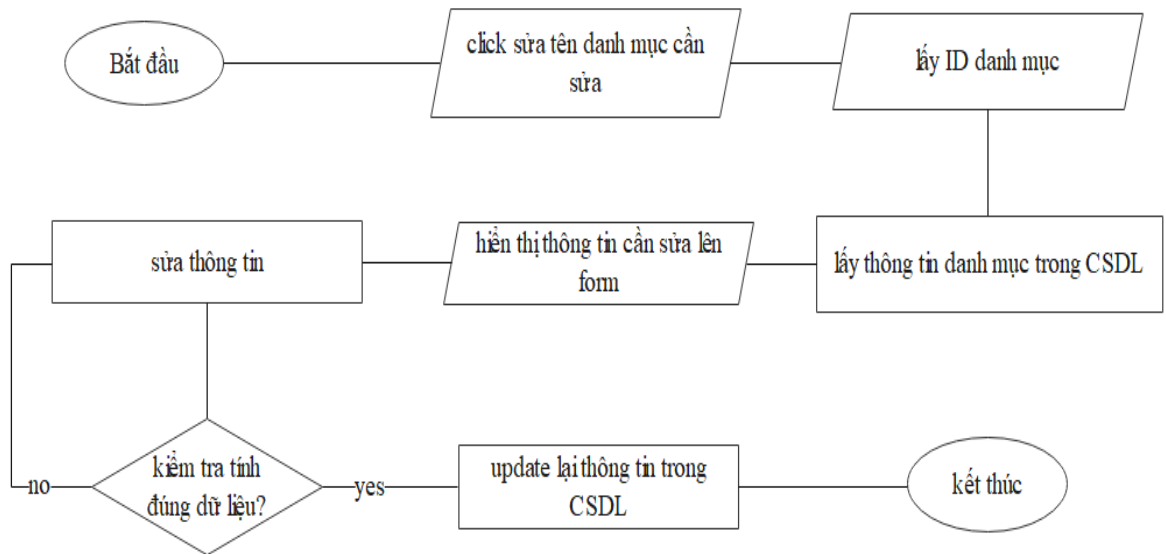 Bắt đầu
click sửa tên danh mục cần
sửa
lấy ID danh mục
lấy thông tin danh mục trong CSDL
hiển thị thông tin cần sửa lên
form
sửa thông tin
kiểm tra tính
đúng dữ liệu?
no
yes
update lại thông tin trong
CSDL
kết thúc